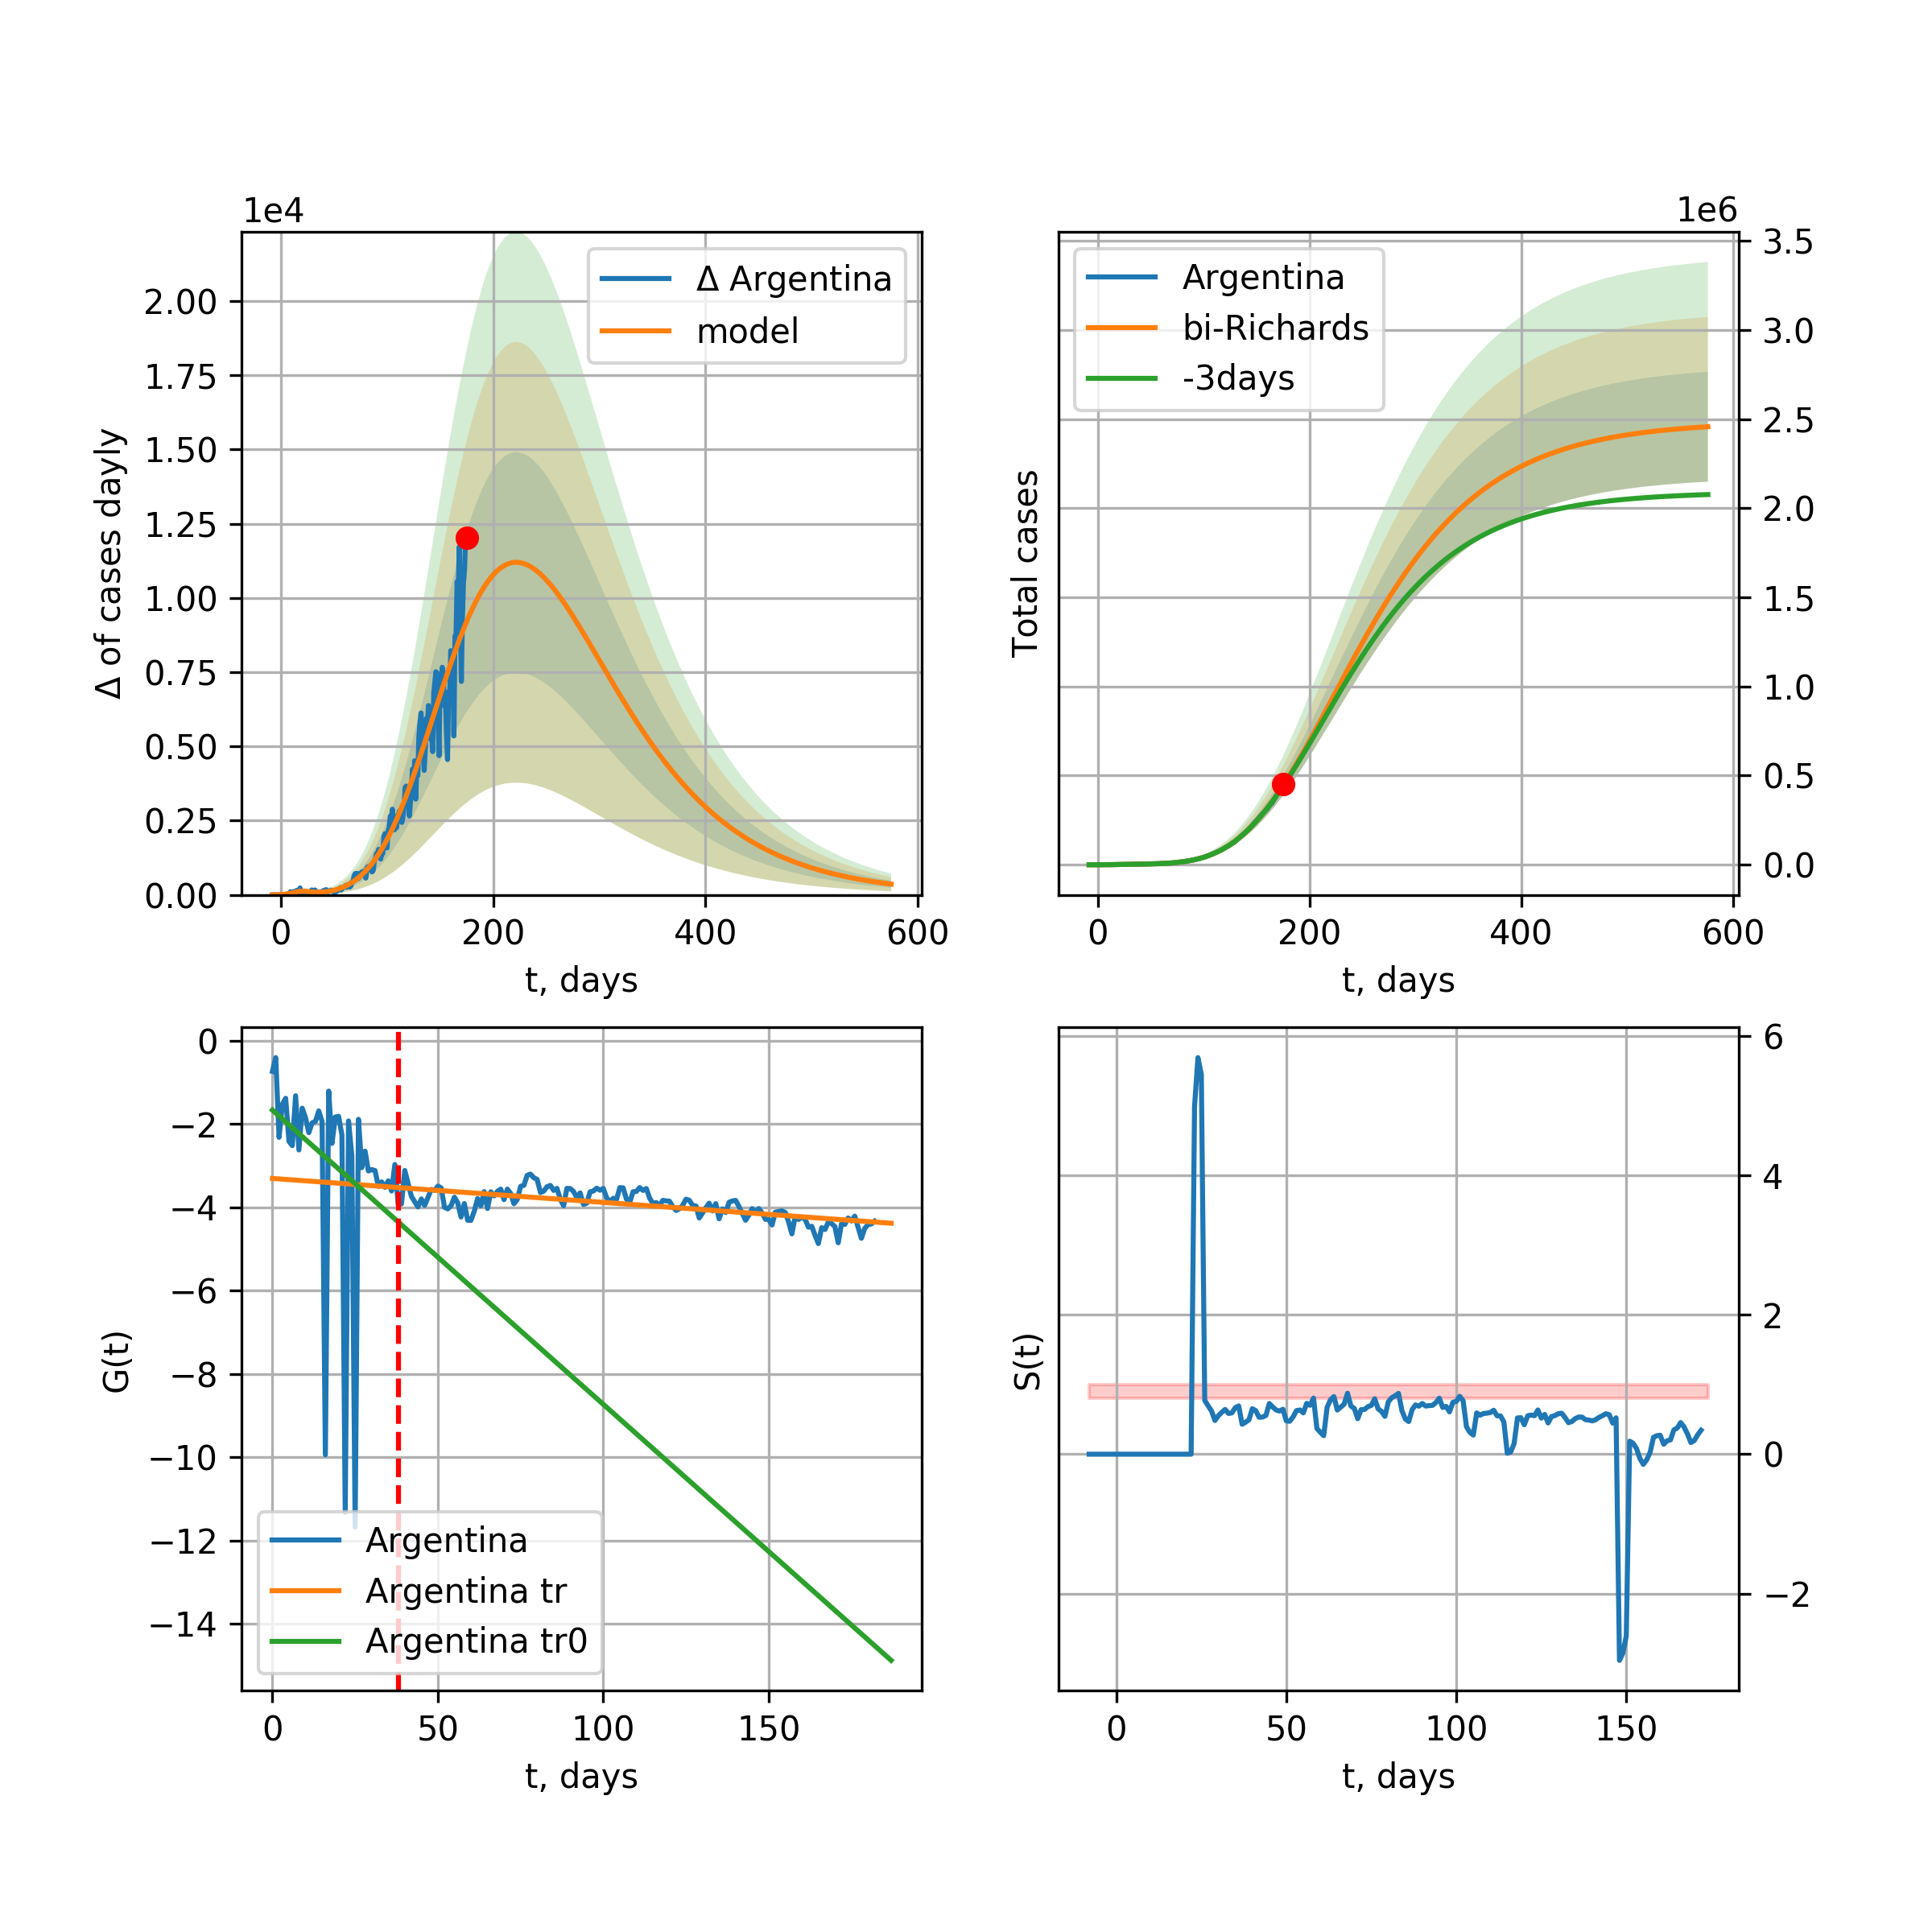 1e4
Δ of cases dayly
2.00
1.75
1.50
1.25
1.00
0.75
0.50
0.25
0.00
Δ Argentina
model
0 200 400 600
t, days
1e6
Total cases
Argentina
bi-Richards
-3days
3.5
3.0
2.5
2.0
1.5
1.0
0.5
0.0
0 200 400 600
t, days
G(t)
0
−2
−4
−6
−8
−10
−12
−14
Argentina
Argentina tr
Argentina tr0
0 50 100 150
t, days
S(t)
6
4
2
0
−2
0 50 100 150
t, days